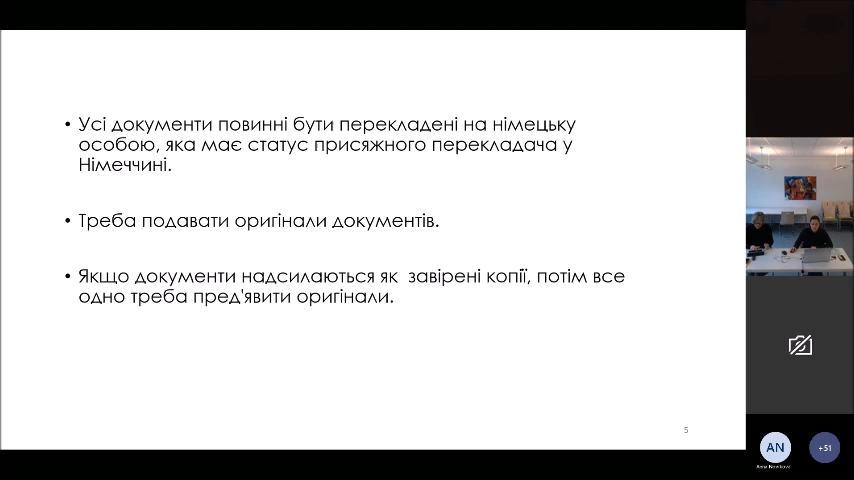 • Усі документи повинні бути перекладені на німецьку
особою, яка має статус присяжного перекладача у
Німеччині.
• Треба подавати оригінали документів.
• Якщо документи надсилаються як  завірені копії, потім все
одно треба пред'явити оригінали.
5
AN
+51